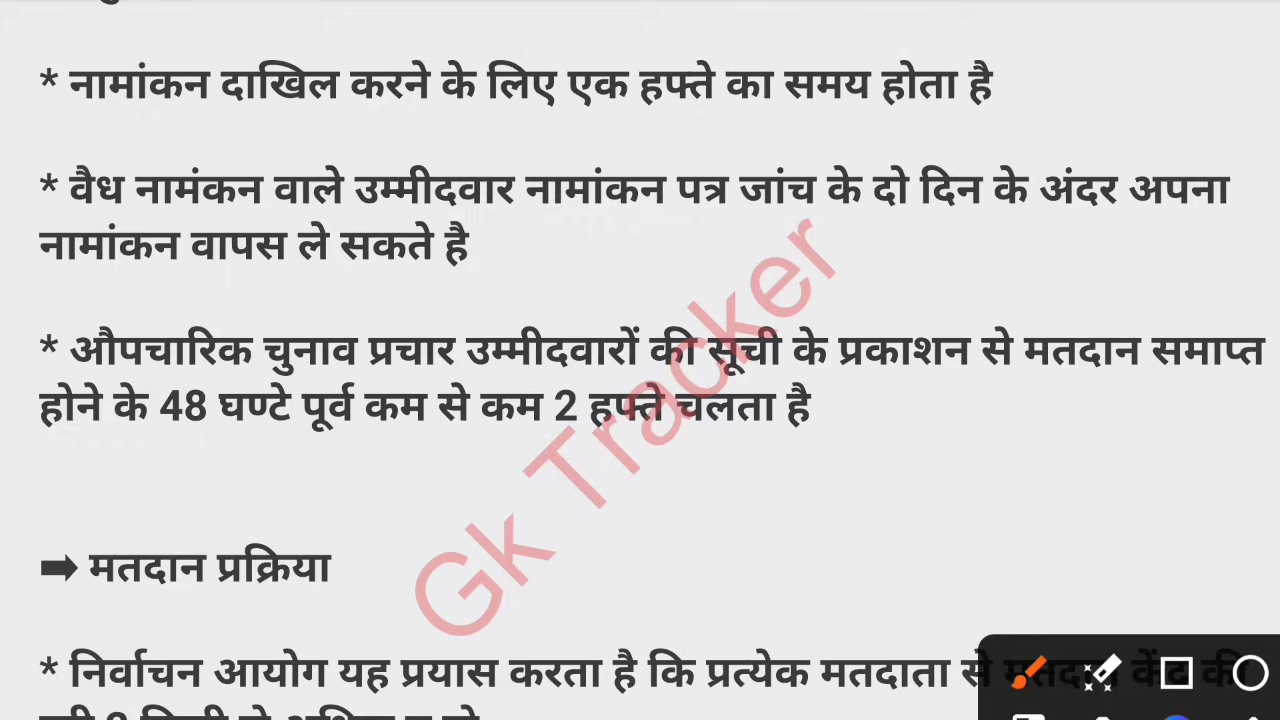 * नामांकन दाखिल करने के लिए एक हफ्ते का समय होता है
* वैध नामंकन वाले उम्मीदवार नामांकन पत्र जांच के दो दिन के अंदर अपना
नामांकन वापस ले सकते है
* औपचारिक चुनाव प्रचार उम्मीदवारों की सूची के प्रकाशन से मतदान समाप्त
होने के 48 घण्टे पूर्व कम से कम 2 हफ्ते चलता है
Gk Tracker
➡ मतदान प्रक्रिया
* निर्वाचन आयोग यह प्रयास करता है कि प्रत्येक मतदाता से मतदान केंद्र की